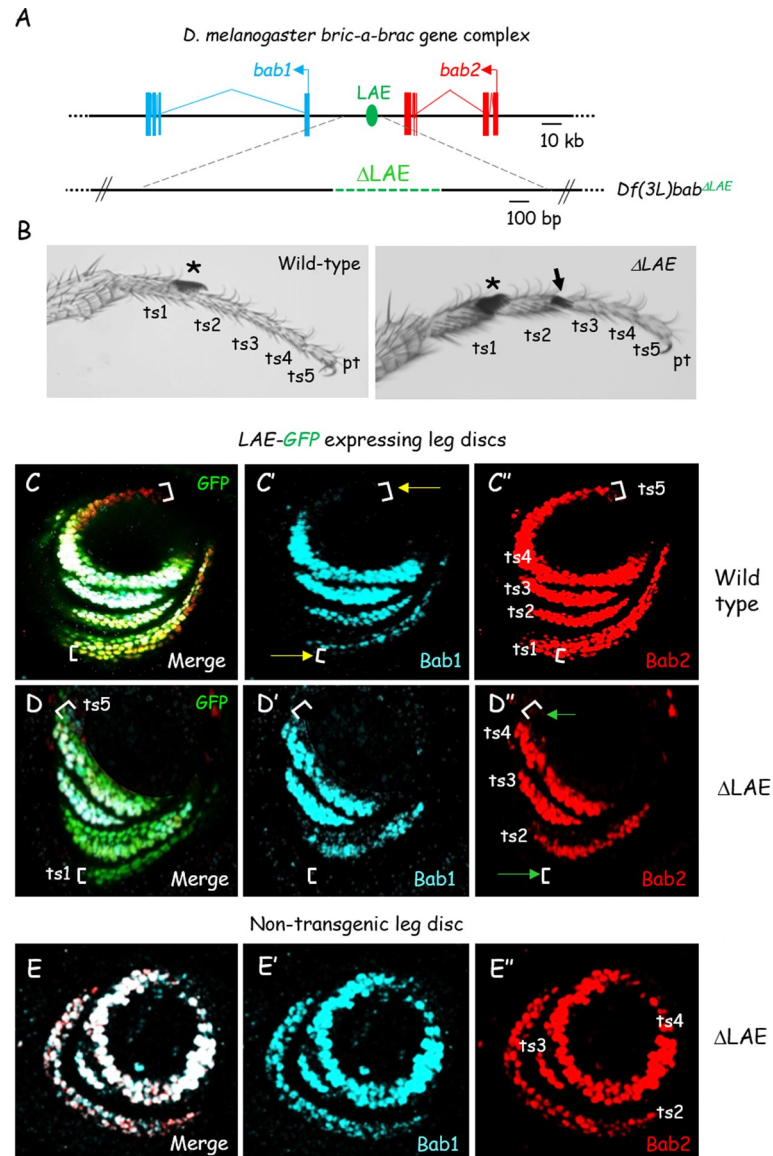 A
D. melanogaster bric-a-brac gene complex
bab1
LAE
bab2
10 kb
ΔLAE
Df(3L)bab^ΔLAE
100 bp
B
Wild-type
*
ts1
ts2
ts3
ts4
ts5
pt
ΔLAE
*
ts1
ts2
ts3
ts4
ts5
pt
LAE-GFP expressing leg discs
C
GFP
Merge
C'
Bab1
C''
ts5
ts4
ts3
ts2
ts1
Bab2
Wild
type
D
ts5
GFP
ts1
Merge
D'
Bab1
D''
ts4
ts3
ts2
Bab2
ΔLAE
Non-transgenic leg disc
E
Merge
E'
Bab1
E''
ts4
ts3
ts2
Bab2
ΔLAE